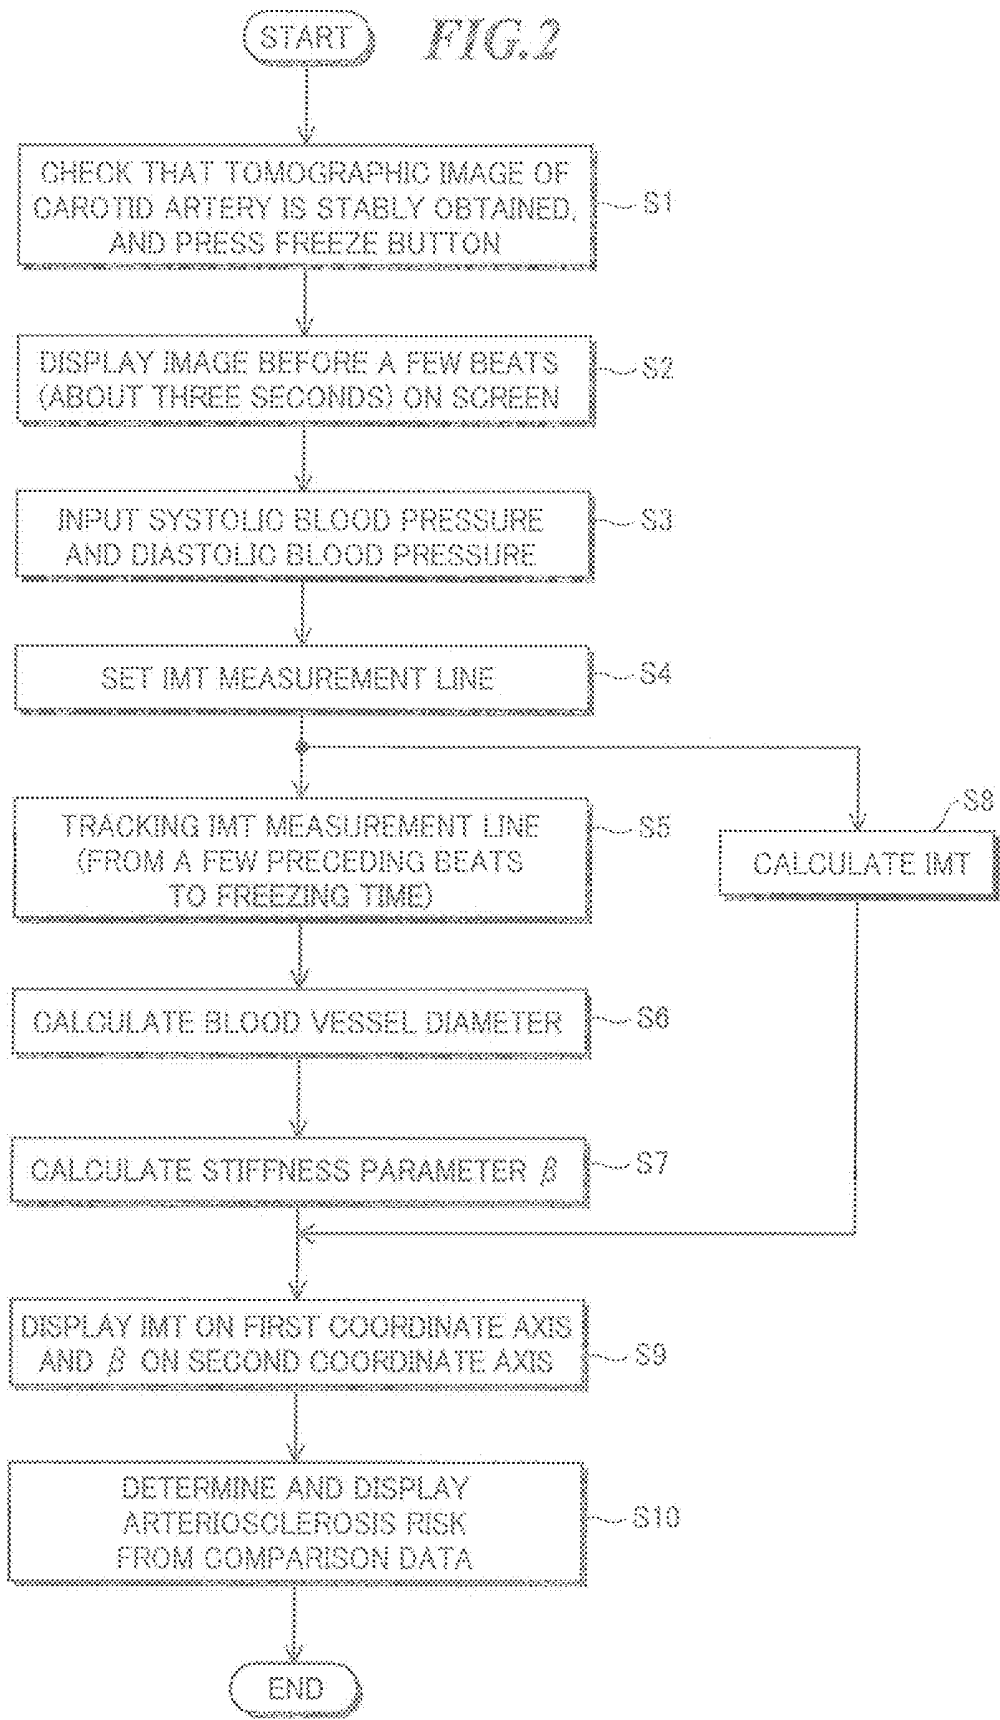 START
FIG.2
CHECK THAT TOMOGRAPHIC IMAGE OF
CAROTID ARTERY IS STABLY OBTAINED,
AND PRESS FREEZE BUTTON
S1
DISPLAY IMAGE BEFORE A FEW BEATS
(ABOUT THREE SECONDS) ON SCREEN
S2
INPUT SYSTOLIC BLOOD PRESSURE
AND DIASTOLIC BLOOD PRESSURE
S3
SET IMT MEASUREMENT LINE
S4
TRACKING IMT MEASUREMENT LINE
(FROM A FEW PRECEDING BEATS
TO FREEZING TIME)
S5
S8
CALCULATE IMT
CALCULATE BLOOD VESSEL DIAMETER
S6
CALCULATE STIFFNESS PARAMETER β
S7
DISPLAY IMT ON FIRST COORDINATE AXIS
AND β ON SECOND COORDINATE AXIS
S9
DETERMINE AND DISPLAY
ARTERIOSCLEROSIS RISK
FROM COMPARISON DATA
S10
END